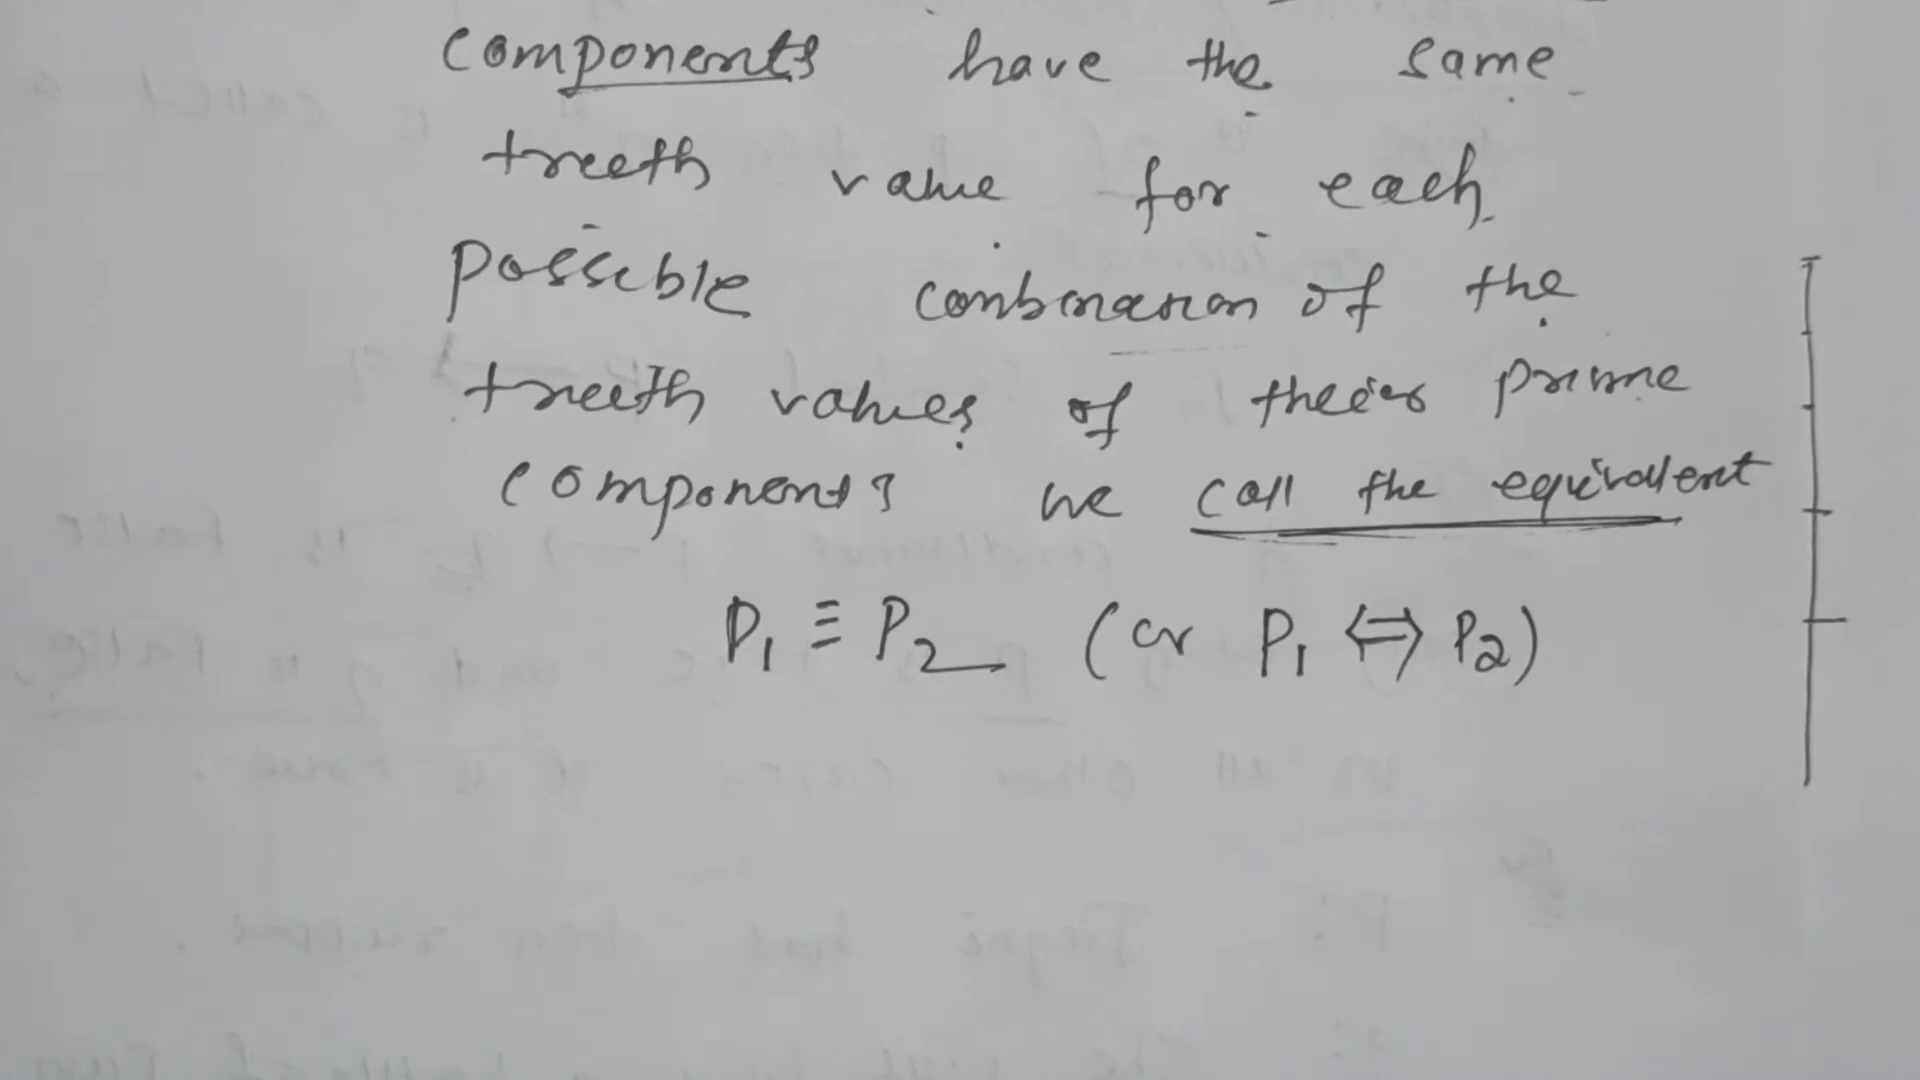 components have the same
truth value for each
possible combination of the
truth values of their prime
components we call the equivalent
P₁ ≡ P₂ (or P₁ ⇔ P₂)